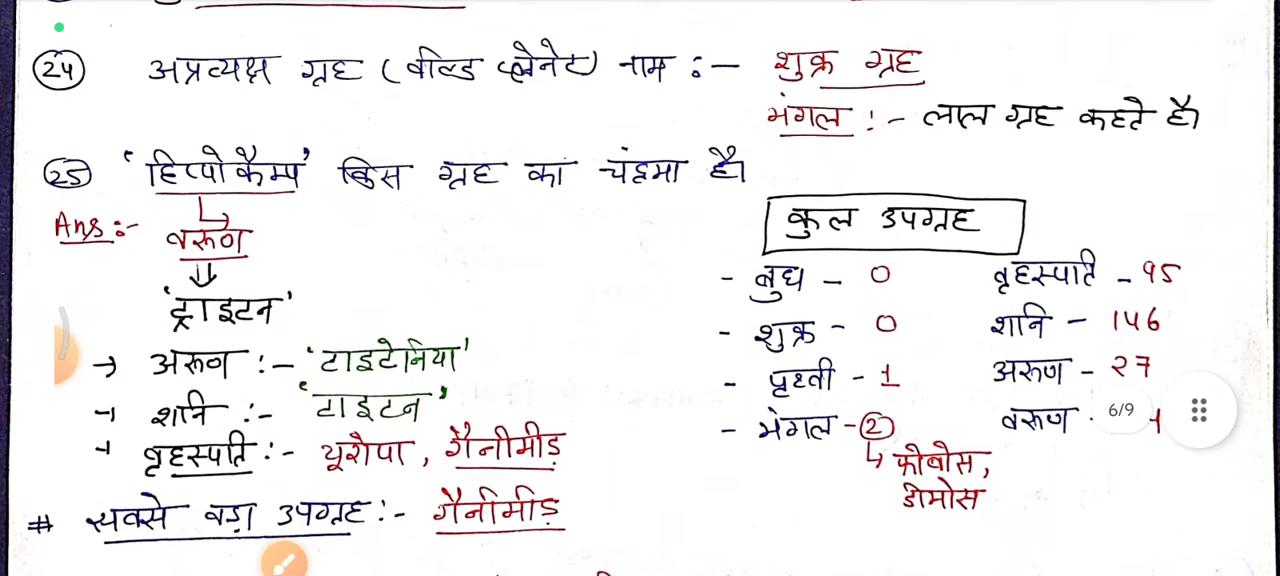 24 अप्रत्यक्ष ग्रह (वील्ड प्लेनेट) नाम :- शुक्र ग्रह
मंगल :- लाल ग्रह कहते है।
25 'हिप्पोकैम्प' किस ग्रह का चंद्रमा है।
Ans :- वरूण
'ट्राइटन'
→ अरूण :- 'टाइटेनिया'
→ शनि :- 'टाइटन'
→ वृहस्पति :- यूरोपा, गैनीमीड़
# सबसे बड़ा उपग्रह :- गैनीमीड़
कुल उपग्रह
- बुध - 0 वृहस्पति - 95
- शुक्र - 0 शनि - 146
- पृथ्वी - 1 अरूण - 27
- मंगल - 2 वरूण -
फोबोस,
डीमोस
6/9